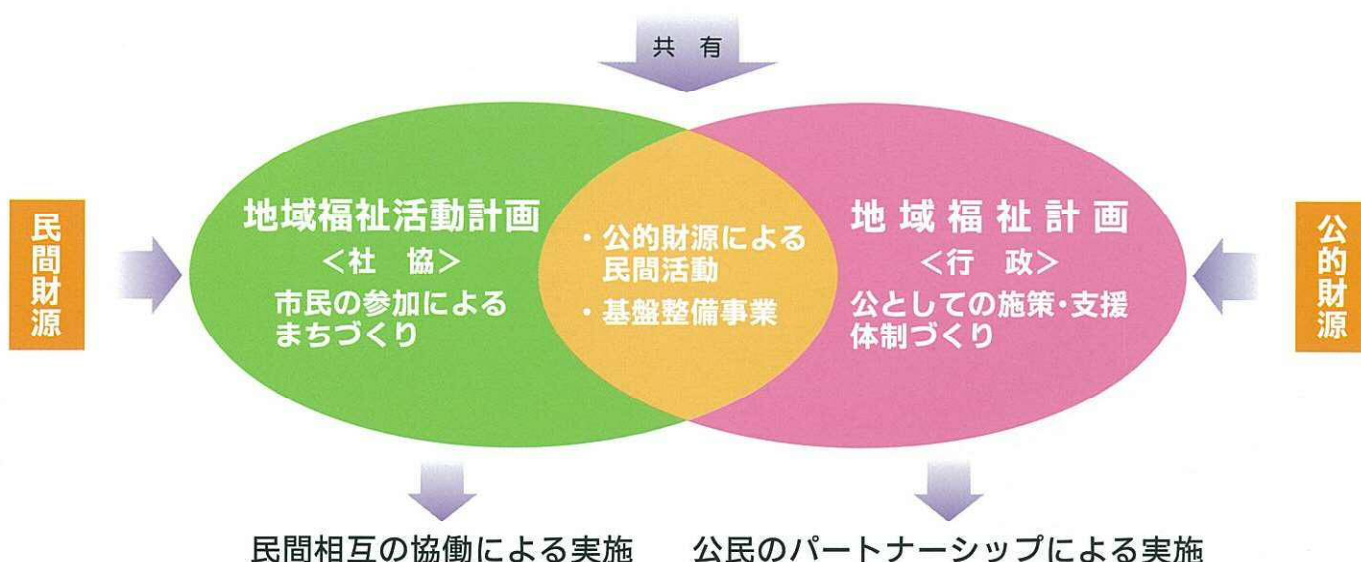 共 有
民間財源
地域福祉活動計画
＜社 協＞
市民の参加による
まちづくり
・公的財源による
民間活動
・基盤整備事業
地 域 福 祉 計 画
＜行 政＞
公としての施策・支援
体制づくり
公的財源
民間相互の協働による実施
公民のパートナーシップによる実施